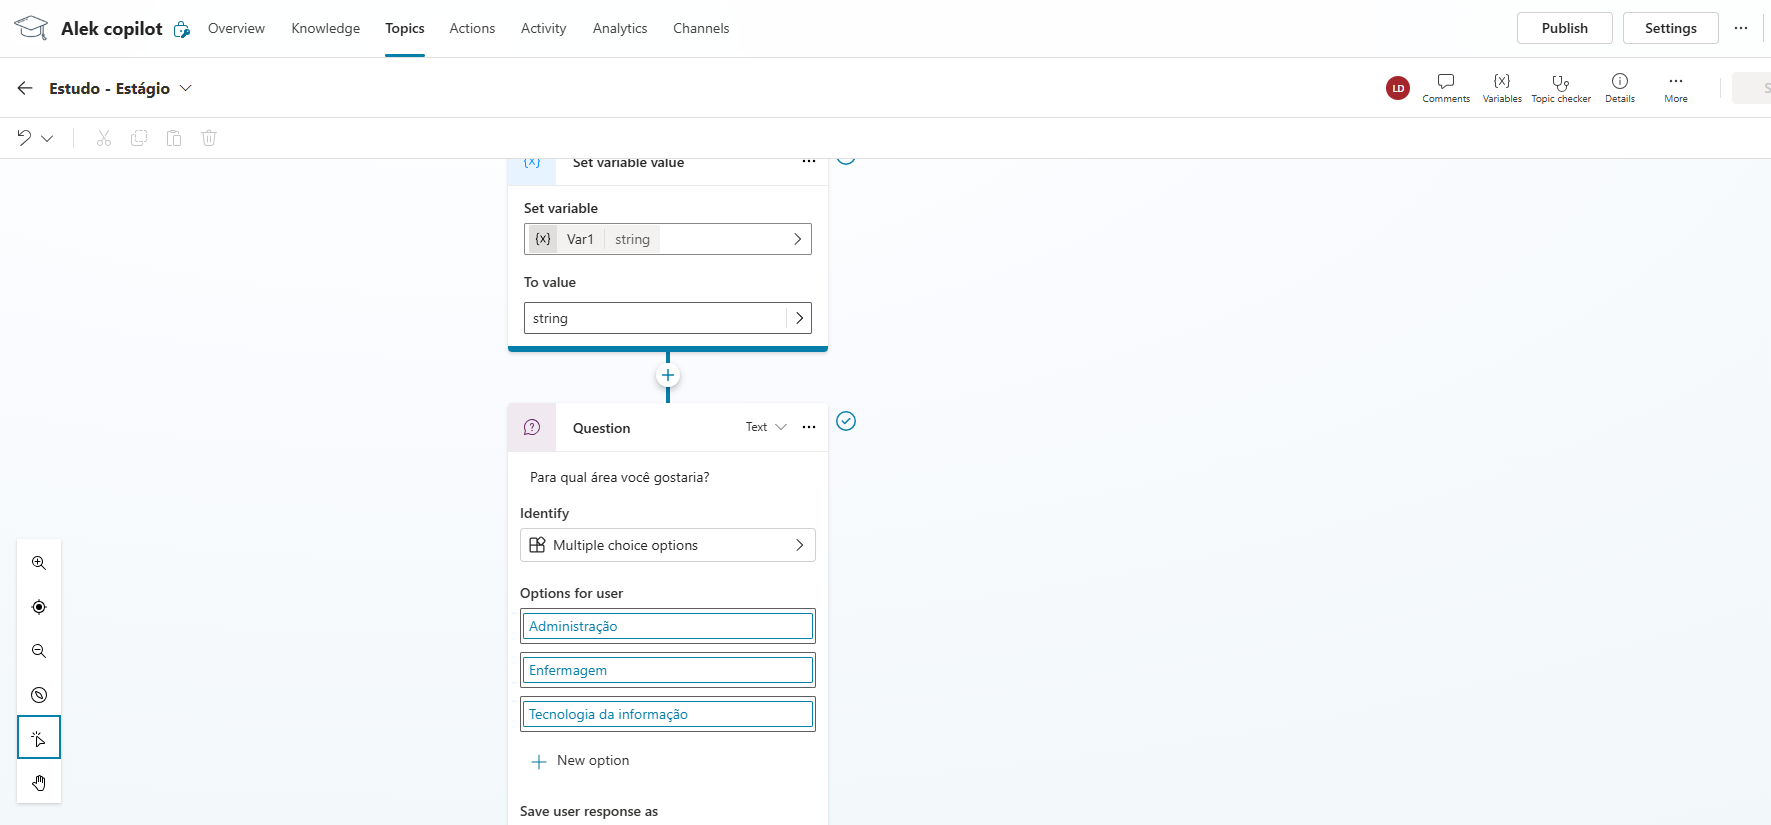 Alek copilot
Overview
Knowledge
Topics
Actions
Activity
Analytics
Channels
Publish
Settings
Estudo - Estágio
LD
Comments
{x}
Variables
Topic checker
Details
More
{x}
Set variable value
Set variable
{x} Var1 string
To value
string
Question
Text
Para qual área você gostaria?
Identify
Multiple choice options
Options for user
Administração
Enfermagem
Tecnologia da informação
New option
Save user response as